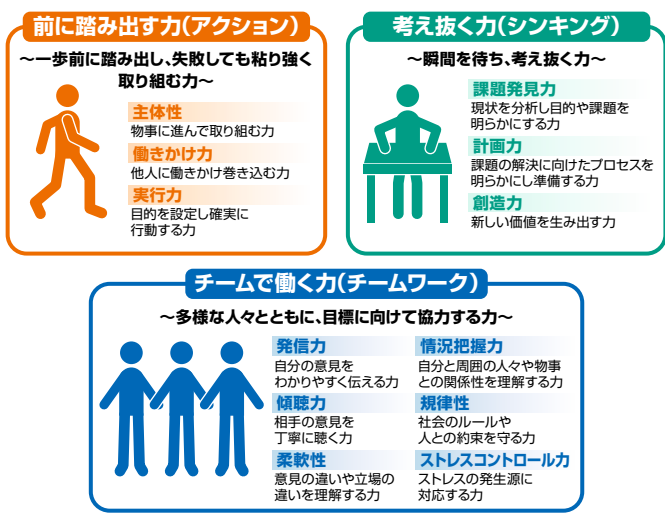 前に踏み出す力(アクション)
～一歩前に踏み出し、失敗しても粘り強く
取り組む力～
主体性
物事に進んで取り組む力
働きかけ力
他人に働きかけ巻き込む力
実行力
目的を設定し確実に
行動する力
考え抜く力(シンキング)
～瞬間を待ち、考え抜く力～
課題発見力
現状を分析し目的や課題を
明らかにする力
計画力
課題の解決に向けたプロセスを
明らかにし準備する力
創造力
新しい価値を生み出す力
チームで働く力(チームワーク)
～多様な人々とともに、目標に向けて協力する力～
発信力
自分の意見を
わかりやすく伝える力
傾聴力
相手の意見を
丁寧に聴く力
柔軟性
意見の違いや立場の
違いを理解する力
情況把握力
自分と周囲の人々や物事
との関係性を理解する力
規律性
社会のルールや
人との約束を守る力
ストレスコントロール力
ストレスの発生源に
対応する力